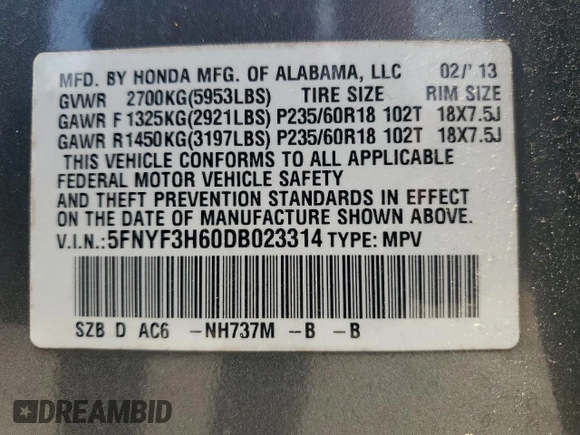 MFD. BY HONDA MFG. OF ALABAMA, LLC 02/'13
GVWR 2700KG(5953LBS) TIRE SIZE RIM SIZE
GAWR F 1325KG(2921LBS) P235/60R18 102T 18X7.5J
GAWR R 1450KG(3197LBS) P235/60R18 102T 18X7.5J
THIS VEHICLE CONFORMS TO ALL APPLICABLE
FEDERAL MOTOR VEHICLE SAFETY
AND THEFT PREVENTION STANDARDS IN EFFECT
ON THE DATE OF MANUFACTURE SHOWN ABOVE.
V.I.N.:5FNYF3H60DB023314 TYPE: MPV
SZB D AC6 -NH737M -B -B
DREAMBID